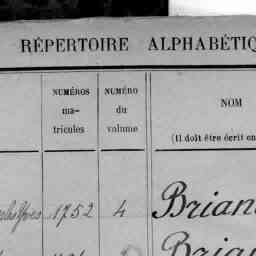 RÉPERTOIRE ALPHABÉTIQ
NUMÉROS
ma-
tricules
NUMÉRO
du
volume
NOM
(Il doit être écrit en
1752 4 Brian
Bria